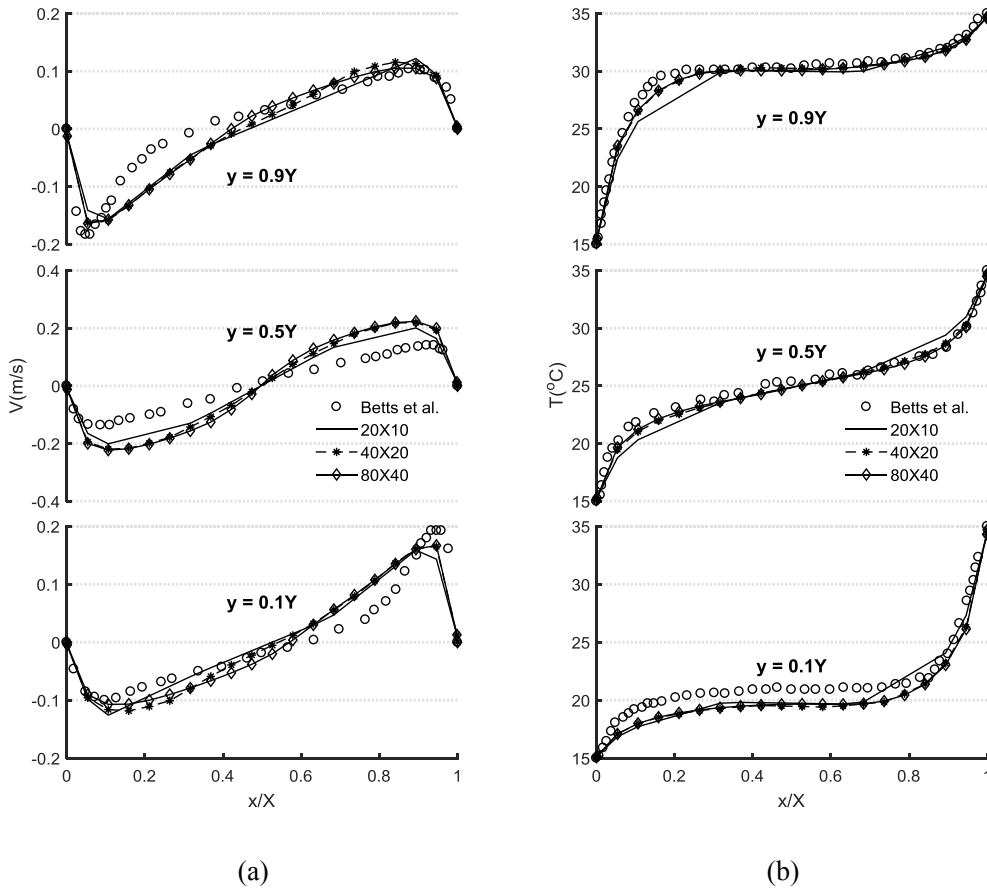 0.2
0.1
0
-0.1
-0.2
y = 0.9Y
0.4
0.2
0
-0.2
-0.4
V(m/s)
y = 0.5Y
Betts et al.
20X10
40X20
80X40
0.2
0.1
0
-0.1
-0.2
y = 0.1Y
0 0.2 0.4 0.6 0.8 1
x/X
(a)
35
30
25
20
15
y = 0.9Y
35
30
25
20
15
T(°C)
y = 0.5Y
Betts et al.
20X10
40X20
80X40
35
30
25
20
15
y = 0.1Y
0 0.2 0.4 0.6 0.8 1
x/X
(b)